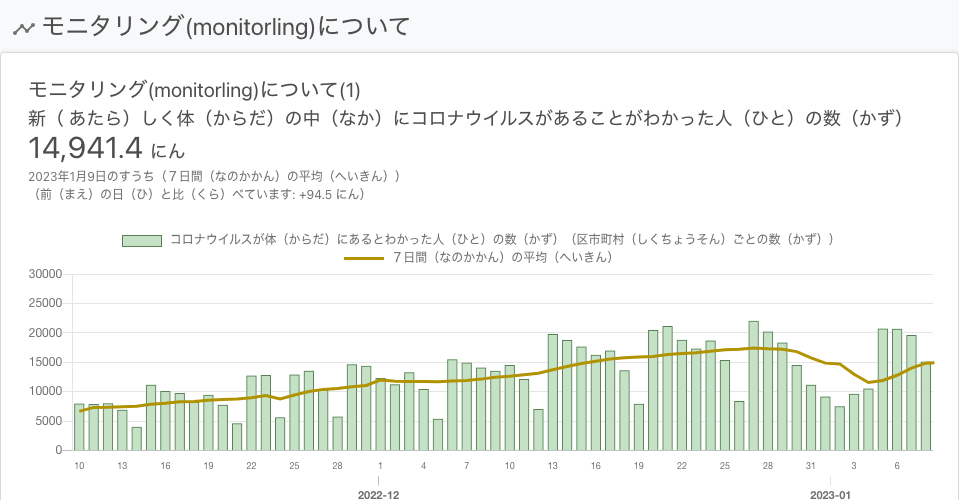 モニタリング(monitorling)について
モニタリング(monitorling)について(1)
新（ あたら）しく体（からだ）の中（なか）にコロナウイルスがあることがわかった人（ひと）の数（かず）
14,941.4 にん
2023年1月9日のすうち（７日間（なのかかん）の平均（へいきん））
（前（まえ）の日（ひ）と比（くら）べています: +94.5 にん）
コロナウイルスが体（からだ）にあるとわかった人（ひと）の数（かず）（区市町村（しくちょうそん）ごとの数（かず））
７日間（なのかかん）の平均（へいきん）
30000
25000
20000
15000
10000
5000
0
10 13 16 19 22 25 28 1 4 7 10 13 16 19 22 25 28 31 3 6
2022-12 2023-01